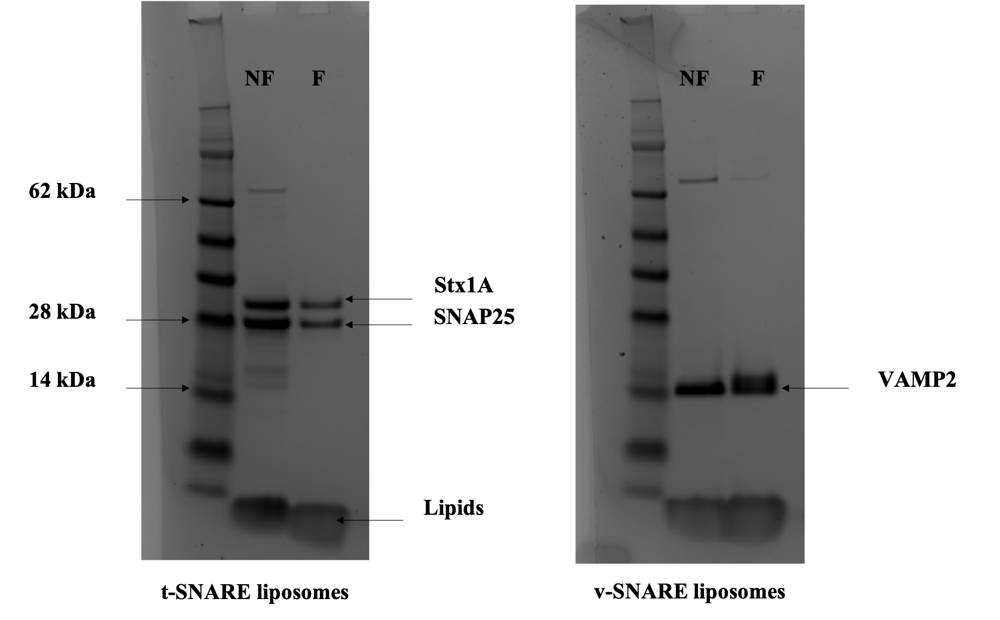 NF F
NF F
62 kDa
Stx1A
28 kDa
SNAP25
14 kDa
VAMP2
Lipids
t-SNARE liposomes
v-SNARE liposomes